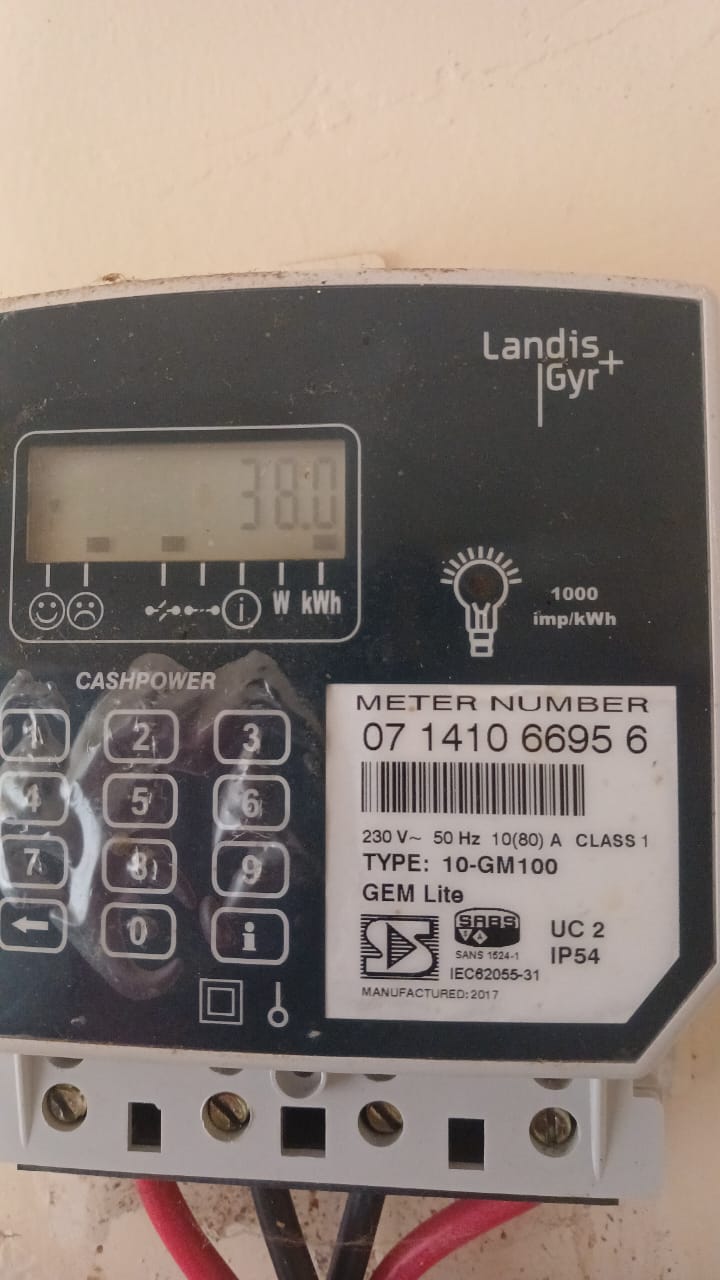 Landis
Gyr+
38.0
W kWh
1000
imp/kWh
CASHPOWER
1 2 3
4 5 6
7 8 9
0 i
METER NUMBER
07 1410 6695 6
230 V~ 50 Hz 10(80) A CLASS 1
TYPE: 10-GM100
GEM Lite
SABS
SANS 1524-1
IEC62055-31
UC 2
IP54
MANUFACTURED: 2017